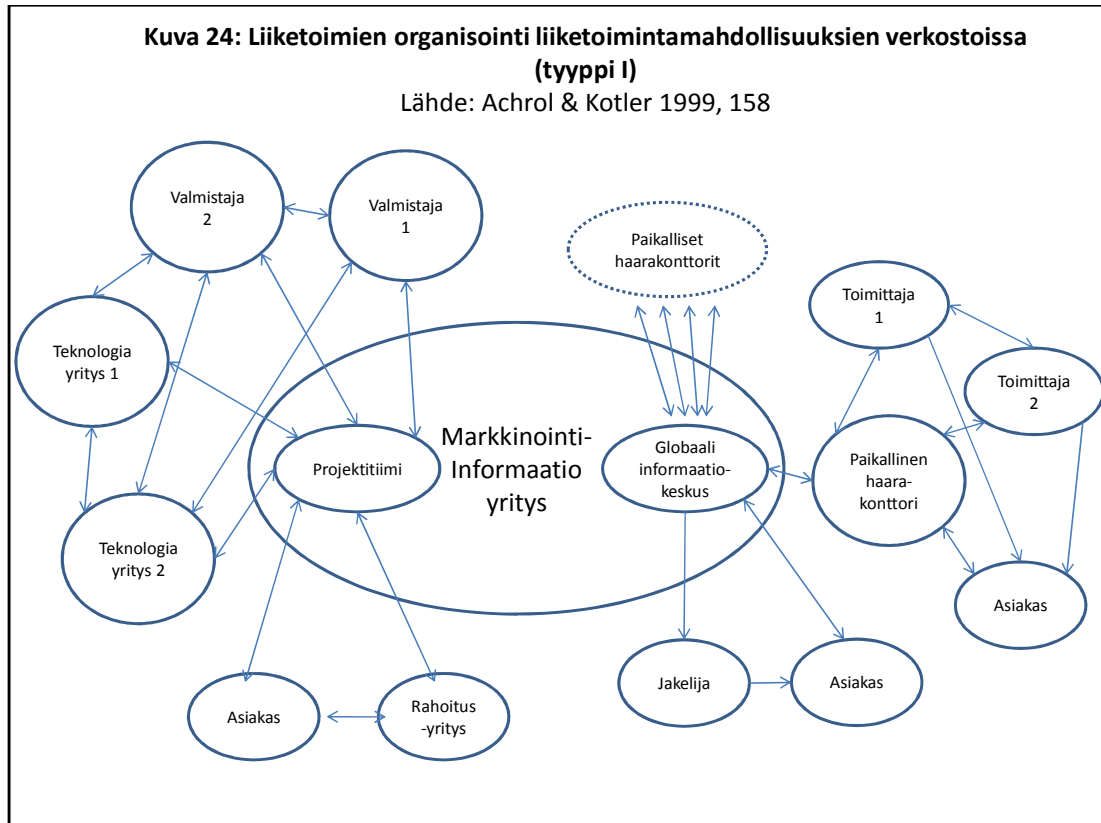 Kuva 24: Liiketoimien organisointi liiketoimintamahdollisuuksien verkostoissa
(tyyppi I)
Lähde: Achrol & Kotler 1999, 158
Valmistaja
2
Valmistaja
1
Paikalliset
haarakonttorit
Toimittaja
1
Teknologia
yritys 1
Toimittaja
2
Markkinointi-
Informaatio
yritys
Projektitiimi
Globaali
informaatio-
keskus
Paikallinen
haara-
konttori
Teknologia
yritys 2
Asiakas
Asiakas
Rahoitus
-yritys
Jakelija
Asiakas